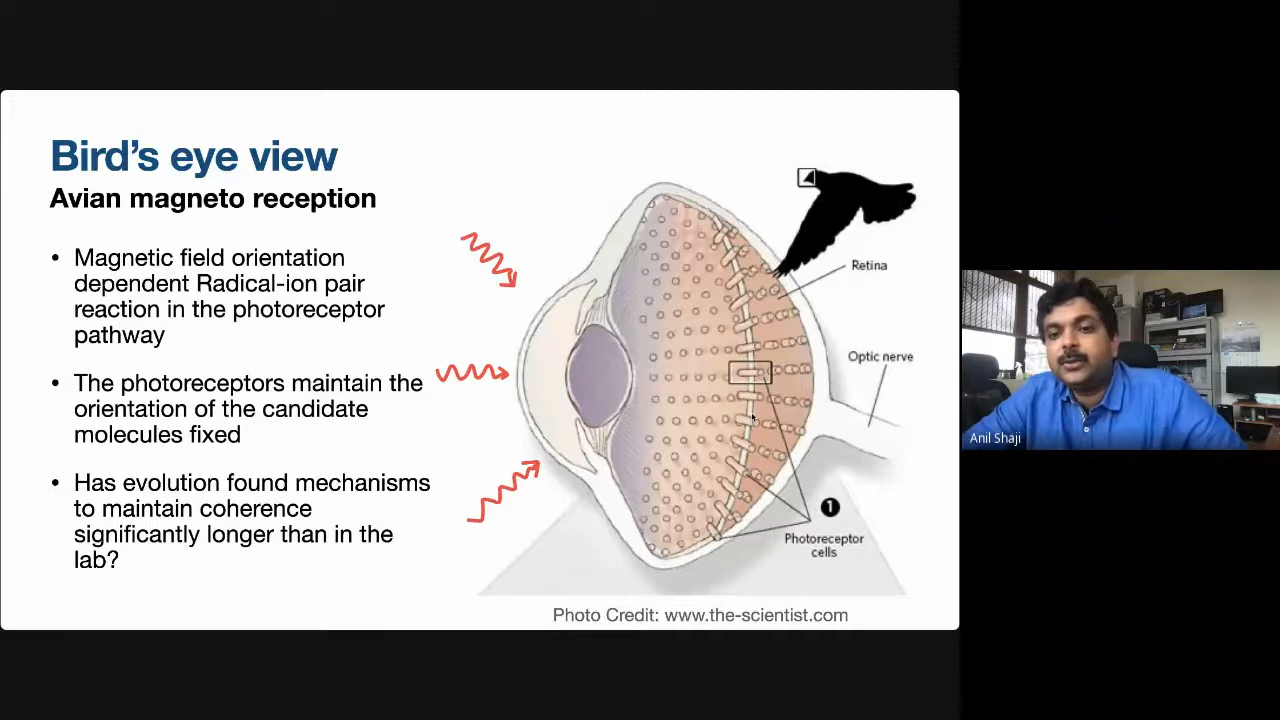 Bird's eye view
Avian magneto reception
• Magnetic field orientation
dependent Radical-ion pair
reaction in the photoreceptor
pathway
• The photoreceptors maintain the
orientation of the candidate
molecules fixed
• Has evolution found mechanisms
to maintain coherence
significantly longer than in the
lab?
Retina
Optic nerve
1
Photoreceptor
cells
Photo Credit: www.the-scientist.com
Anil Shaji